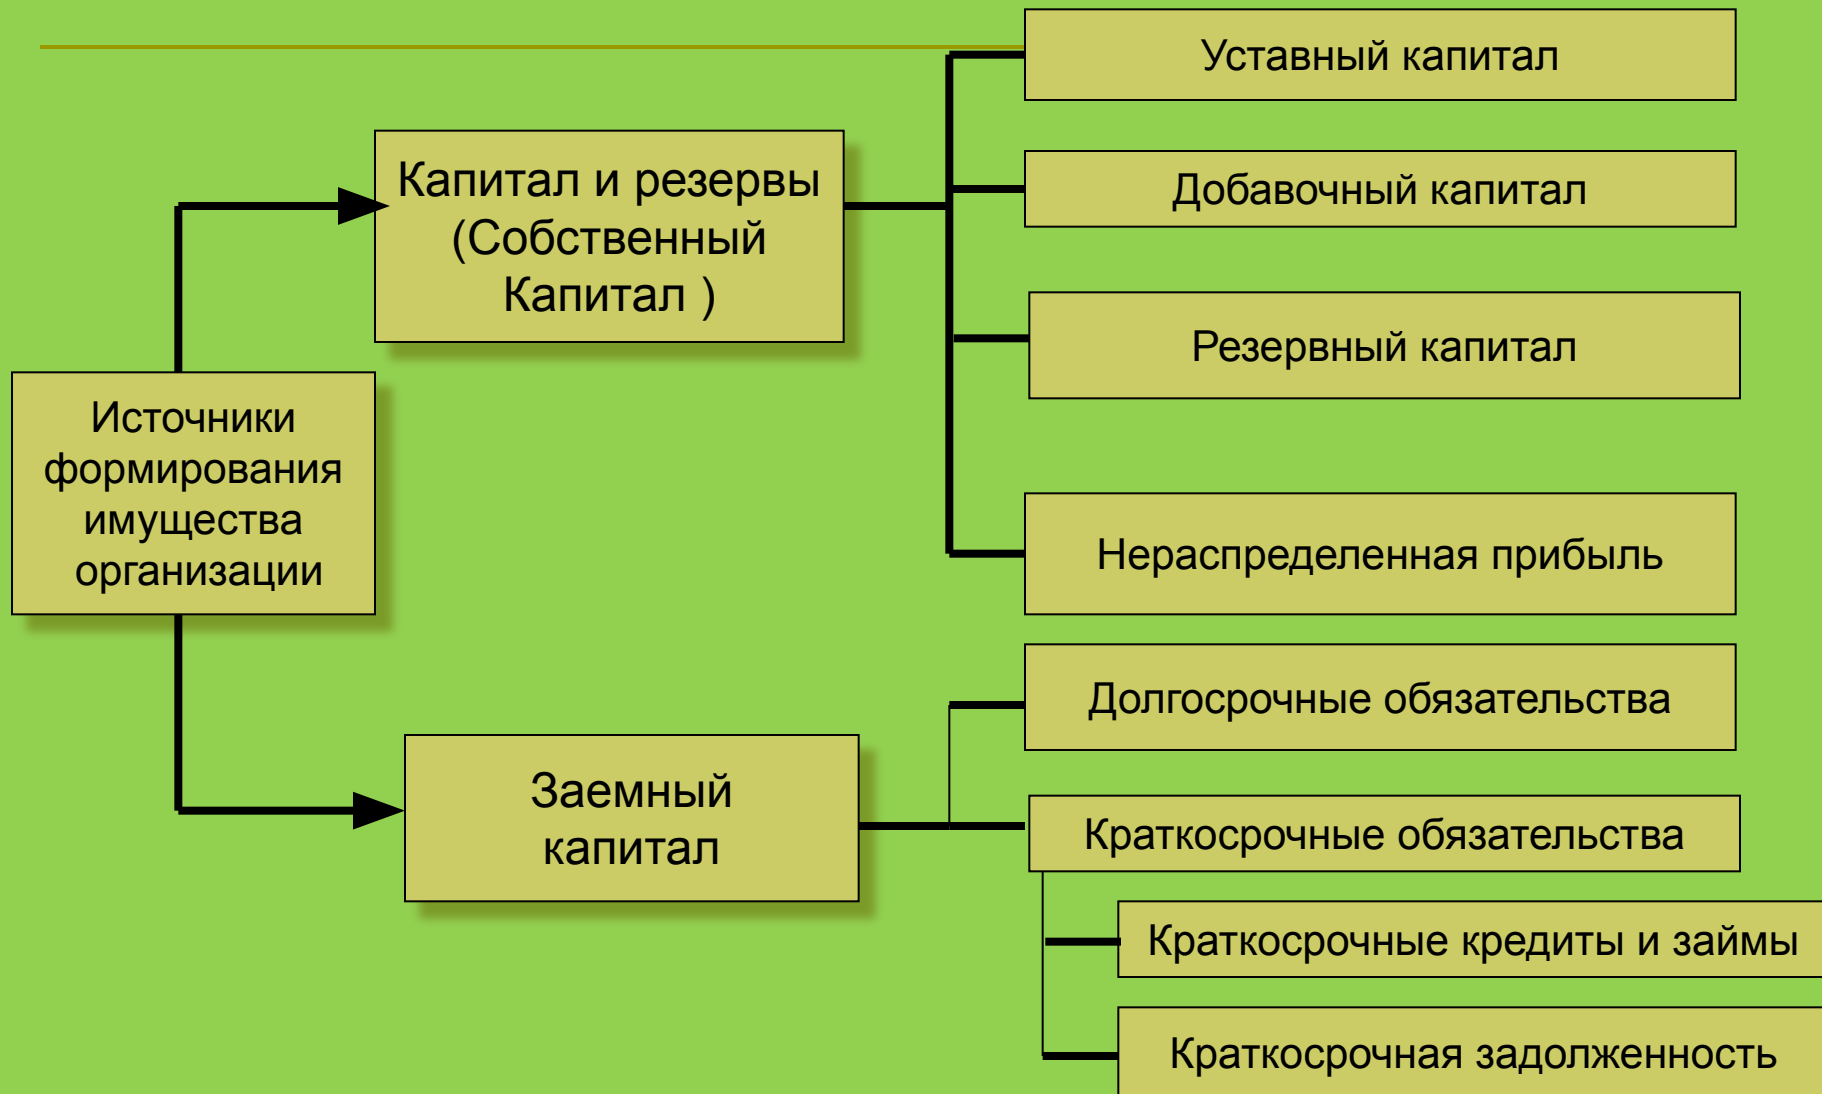 Уставный капитал
Капитал и резервы
(Собственный
Капитал )
Добавочный капитал
Резервный капитал
Источники
формирования
имущества
организации
Нераспределенная прибыль
Долгосрочные обязательства
Заемный
капитал
Краткосрочные обязательства
Краткосрочные кредиты и займы
Краткосрочная задолженность